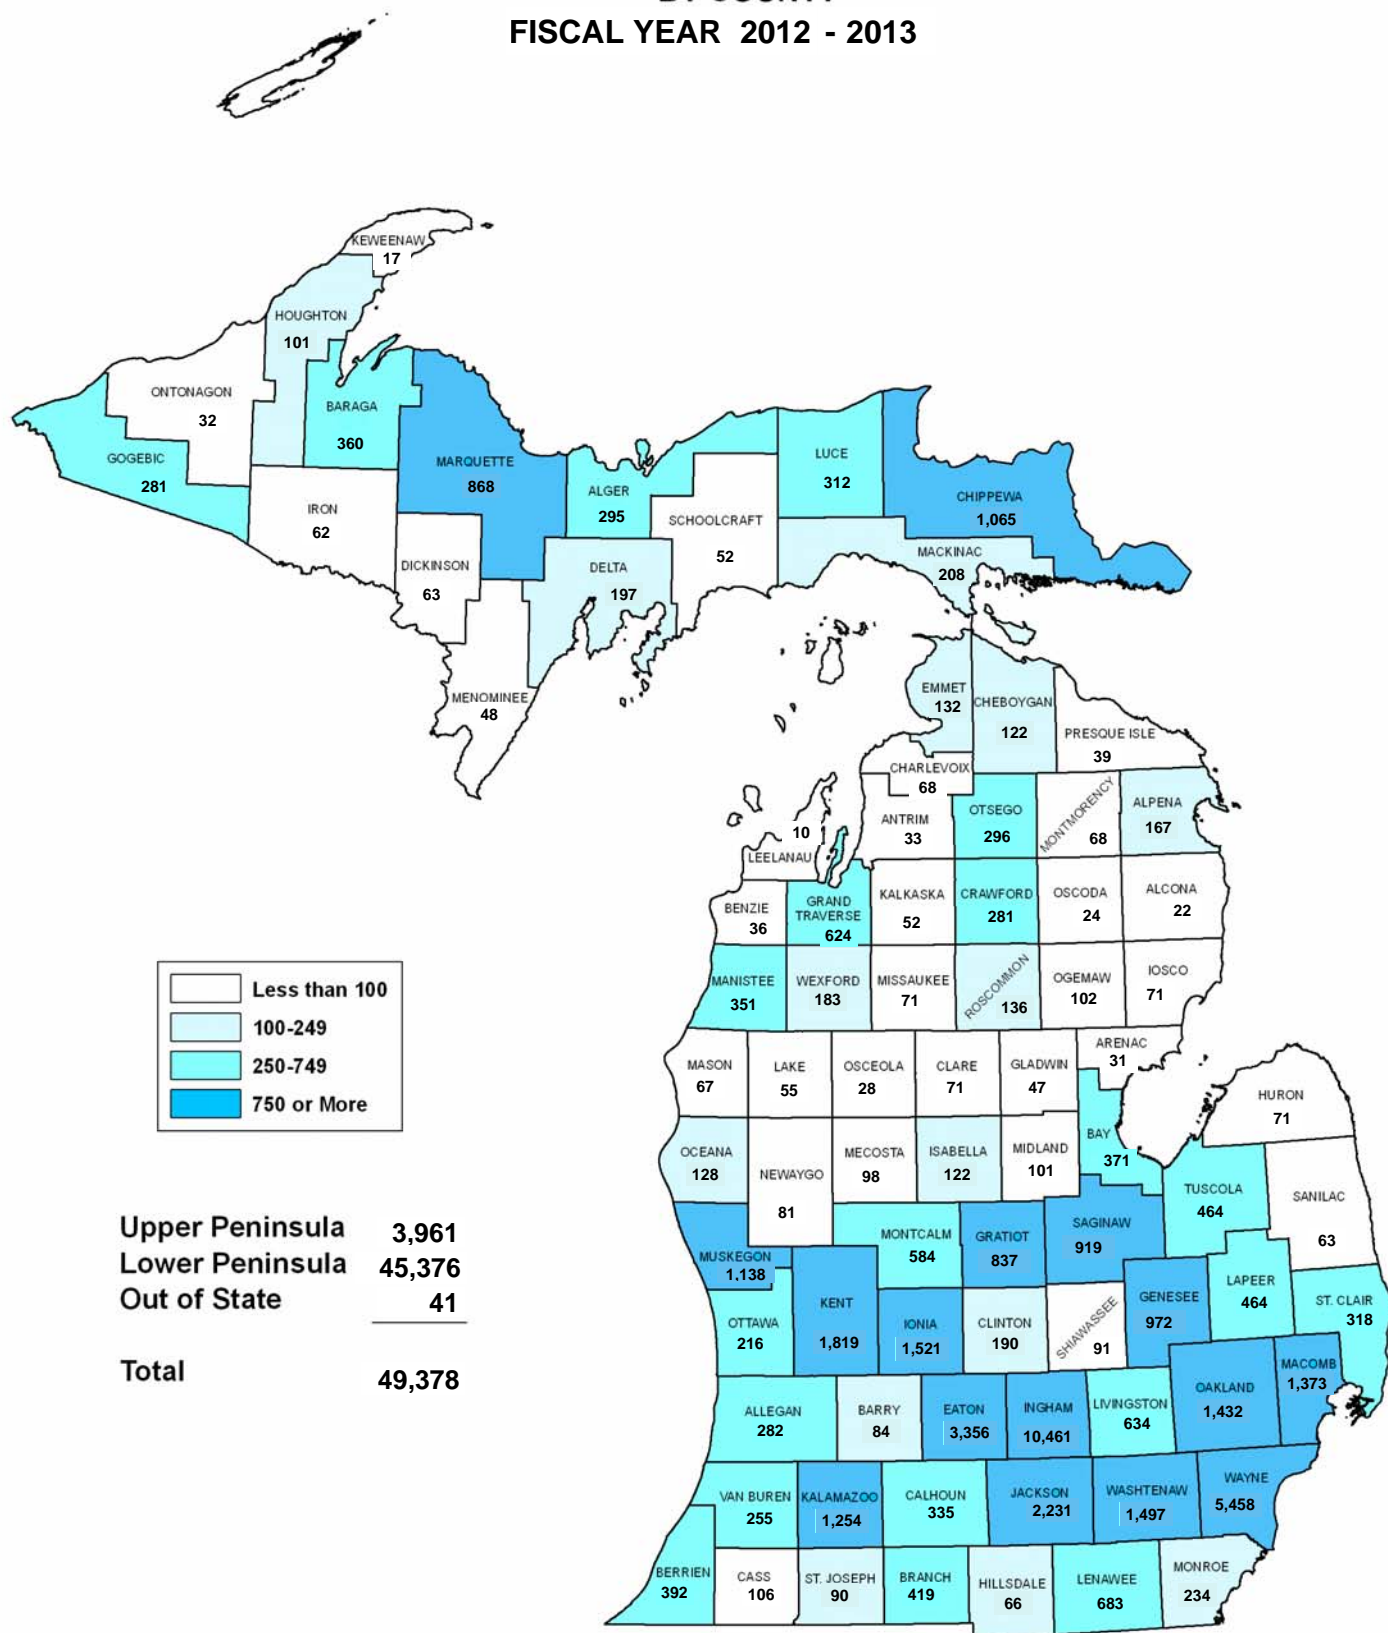 FISCAL YEAR 2012 - 2013
KEWEENAW
17
HOUGHTON
101
ONTONAGON
32
BARAGA
360
GOGEBIC
281
MARQUETTE
868
IRON
62
ALGER
295
LUCE
312
CHIPPEWA
1,065
SCHOOLCRAFT
52
MACKINAC
208
DICKINSON
63
DELTA
197
MENOMINEE
48
EMMET
132
CHEBOYGAN
122
PRESQUE ISLE
39
CHARLEVOIX
68
ANTRIM
33
OTSEGO
296
MONTMORENCY
68
ALPENA
167
10
LEELANAU
BENZIE
36
GRAND
TRAVERSE
624
KALKASKA
52
CRAWFORD
281
OSCODA
24
ALCONA
22
MANISTEE
351
WEXFORD
183
MISSAUKEE
71
ROSCOMMON
136
OGEMAW
102
IOSCO
71
Less than 100
100-249
250-749
750 or More
MASON
67
LAKE
55
OSCEOLA
28
CLARE
71
GLADWIN
47
ARENAC
31
HURON
71
OCEANA
128
NEWAYGO
81
MECOSTA
98
ISABELLA
122
MIDLAND
101
BAY
371
TUSCOLA
464
SANILAC
63
Upper Peninsula 3,961
Lower Peninsula 45,376
Out of State 41
Total 49,378
MUSKEGON
1,138
MONTCALM
584
GRATIOT
837
SAGINAW
919
OTTAWA
216
KENT
1,819
IONIA
1,521
CLINTON
190
SHIAWASSEE
91
GENESEE
972
LAPEER
464
ST. CLAIR
318
ALLEGAN
282
BARRY
84
EATON
3,356
INGHAM
10,461
LIVINGSTON
634
OAKLAND
1,432
MACOMB
1,373
VAN BUREN
255
KALAMAZOO
1,254
CALHOUN
335
JACKSON
2,231
WASHTENAW
1,497
WAYNE
5,458
BERRIEN
392
CASS
106
ST. JOSEPH
90
BRANCH
419
HILLSDALE
66
LENAWEE
683
MONROE
234